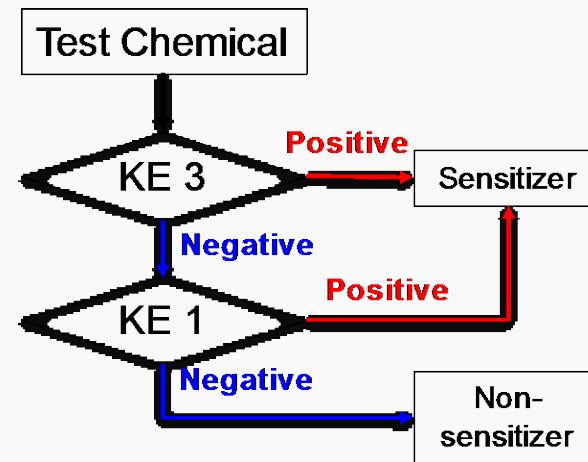 Test Chemical
Positive
KE 3
Sensitizer
Negative
Positive
KE 1
Negative
Non-
sensitizer